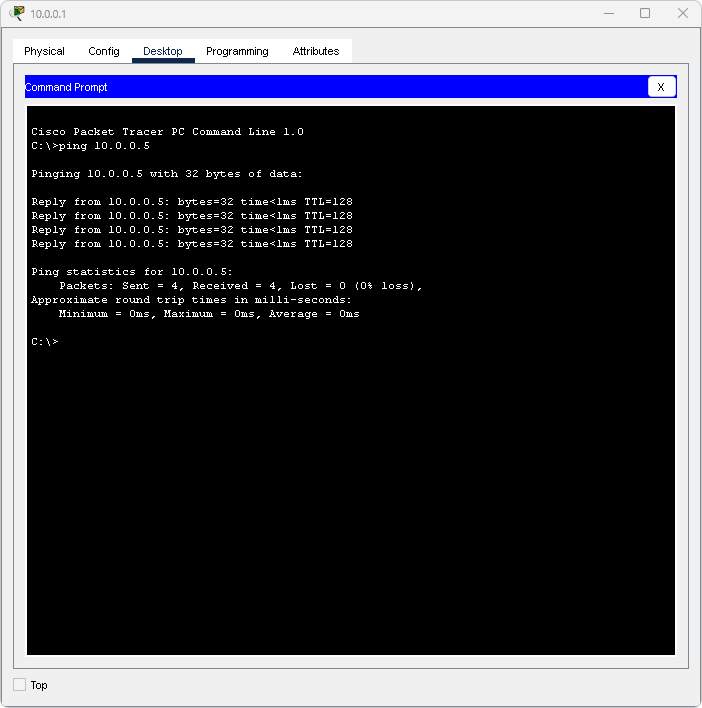 10.0.0.1
Physical Config Desktop Programming Attributes
Command Prompt X
Cisco Packet Tracer PC Command Line 1.0
C:\>ping 10.0.0.5
Pinging 10.0.0.5 with 32 bytes of data:
Reply from 10.0.0.5: bytes=32 time<1ms TTL=128
Reply from 10.0.0.5: bytes=32 time<1ms TTL=128
Reply from 10.0.0.5: bytes=32 time<1ms TTL=128
Reply from 10.0.0.5: bytes=32 time<1ms TTL=128
Ping statistics for 10.0.0.5:
Packets: Sent = 4, Received = 4, Lost = 0 (0% loss),
Approximate round trip times in milli-seconds:
Minimum = 0ms, Maximum = 0ms, Average = 0ms
C:\>
Top